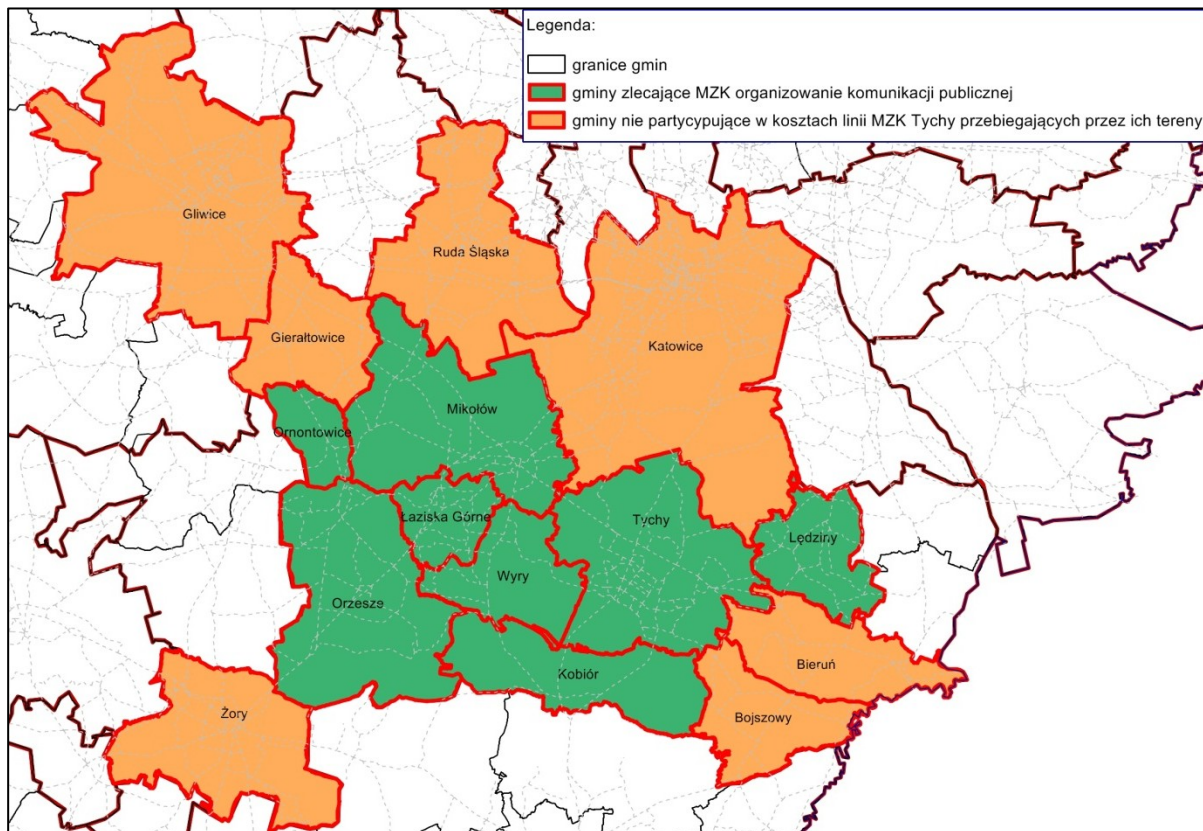 Legenda:
granice gmin
gminy zlecające MZK organizowanie komunikacji publicznej
gminy nie partycypujące w kosztach linii MZK Tychy przebiegających przez ich tereny
Gliwice
Ruda Śląska
Gierałtowice
Katowice
Mikołów
Ornontowice
Łaziska Górne
Tychy
Lędziny
Wyry
Orzesze
Bieruń
Kobiór
Żory
Bojszowy